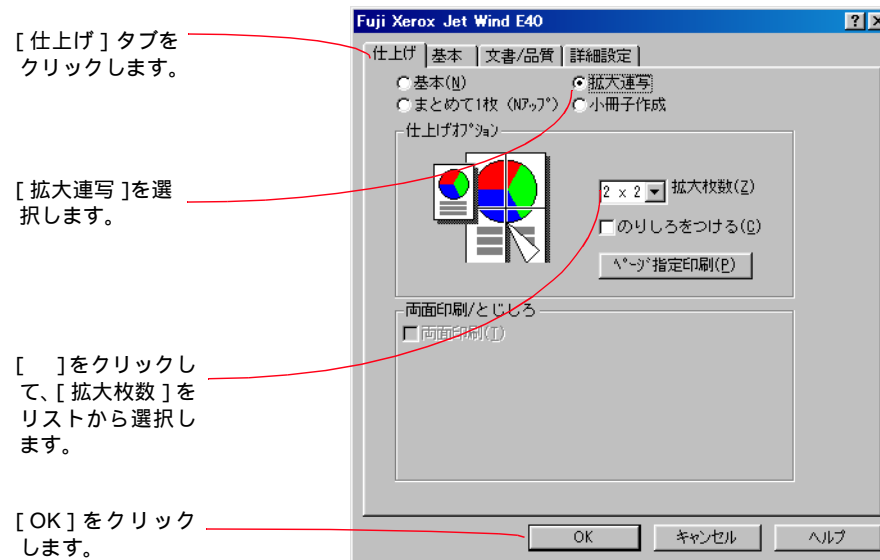 [ 仕上げ ] タブを
クリックします。
[ 拡大連写 ]を選
択します。
[　]をクリックし
て、[ 拡大枚数 ] を
リストから選択し
ます。
[ OK ] をクリック
します。
Fuji Xerox Jet Wind E40
仕上げ 基本 文書/品質 詳細設定
基本(N) 拡大連写
まとめて1枚 (Nｱｯﾌﾟ) 小冊子作成
仕上げｵﾌﾟｼｮﾝ
2 x 2 拡大枚数(Z)
のりしろをつける(C)
ﾍﾟｰｼﾞ指定印刷(P)
両面印刷/とじしろ
両面印刷(T)
OK キャンセル ヘルプ